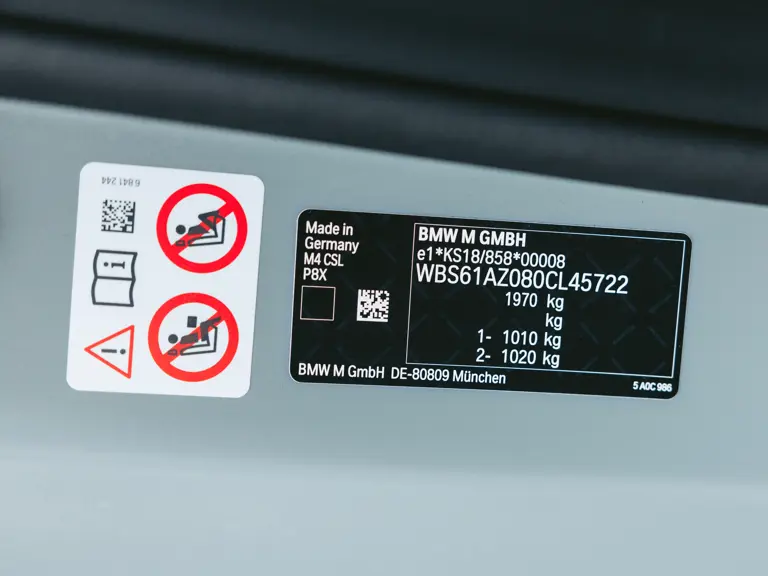 6 841 244
i
!
Made in
Germany
M4 CSL
P8X
BMW M GMBH
e1*KS18/858*00008
WBS61AZ080CL45722
1970 kg
kg
1- 1010 kg
2- 1020 kg
BMW M GmbH DE-80809 München
5 A0C 986